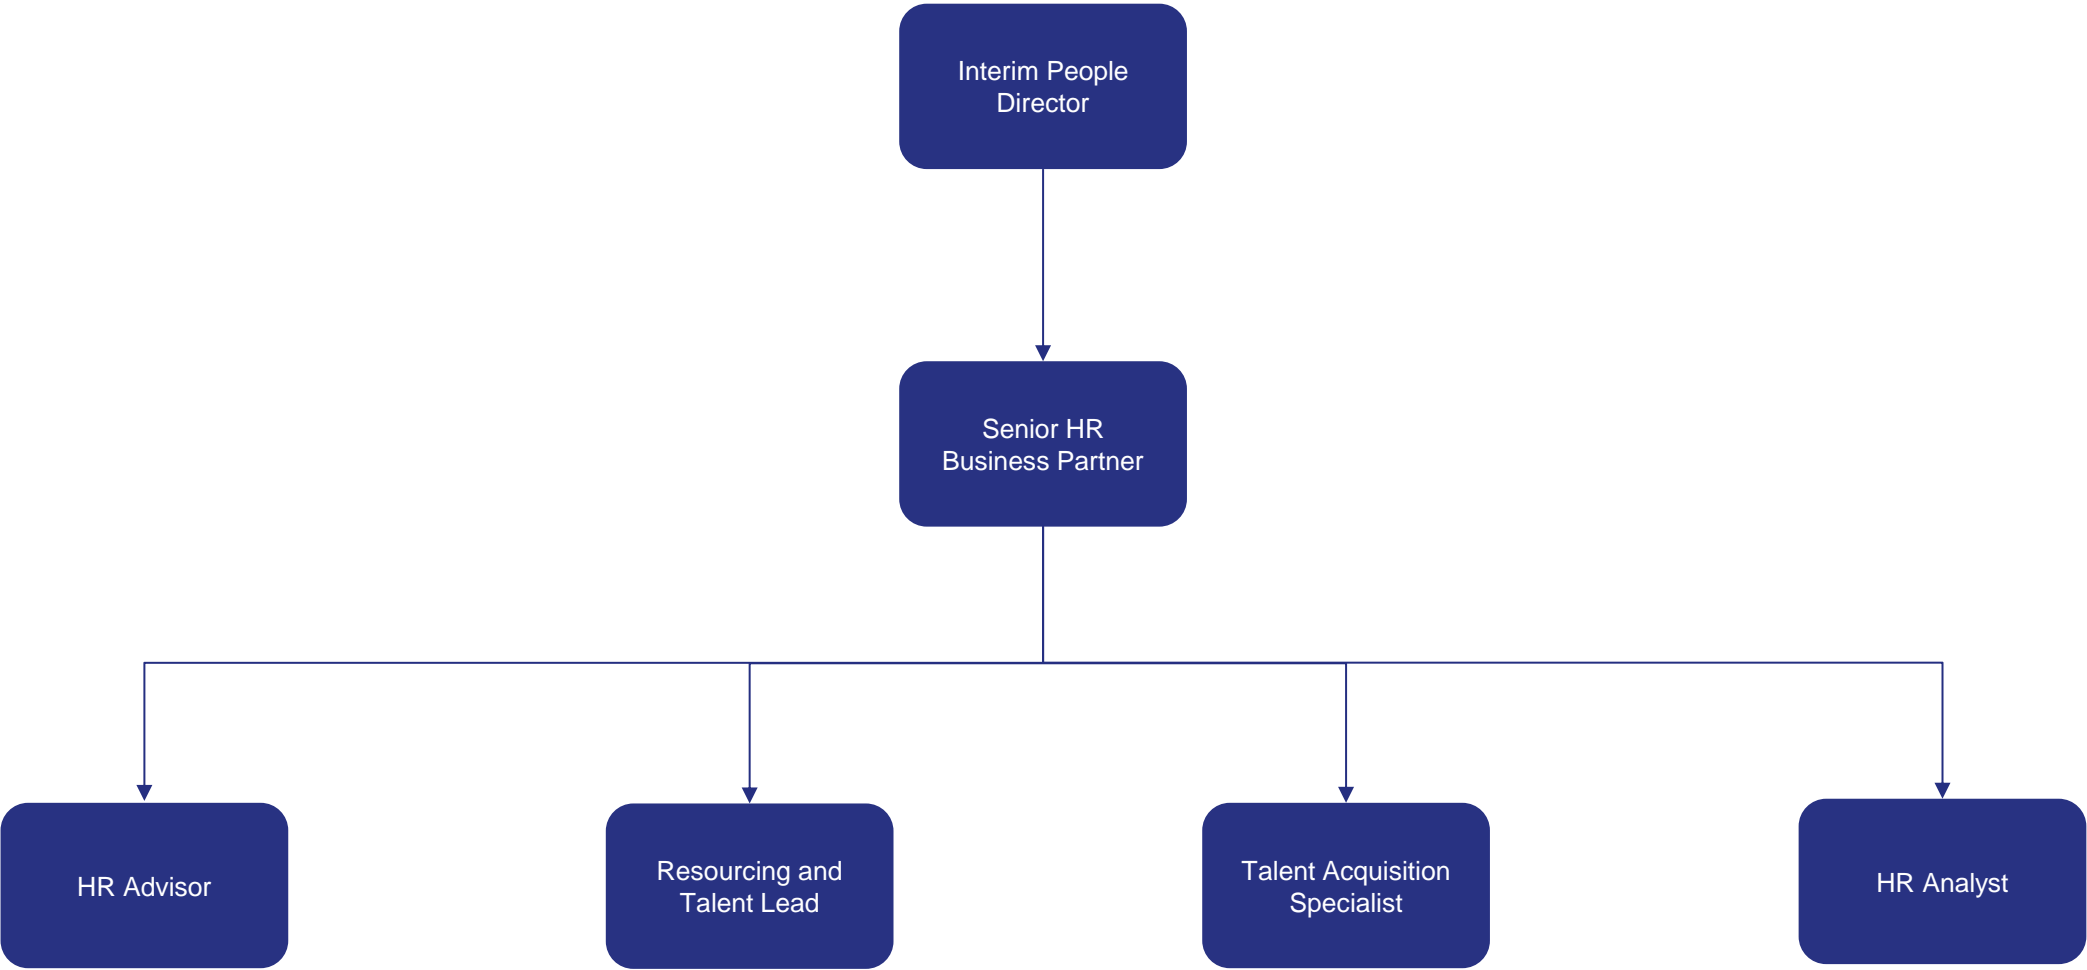 Interim People
Director
Senior HR
Business Partner
HR Advisor
Resourcing and
Talent Lead
Talent Acquisition
Specialist
HR Analyst